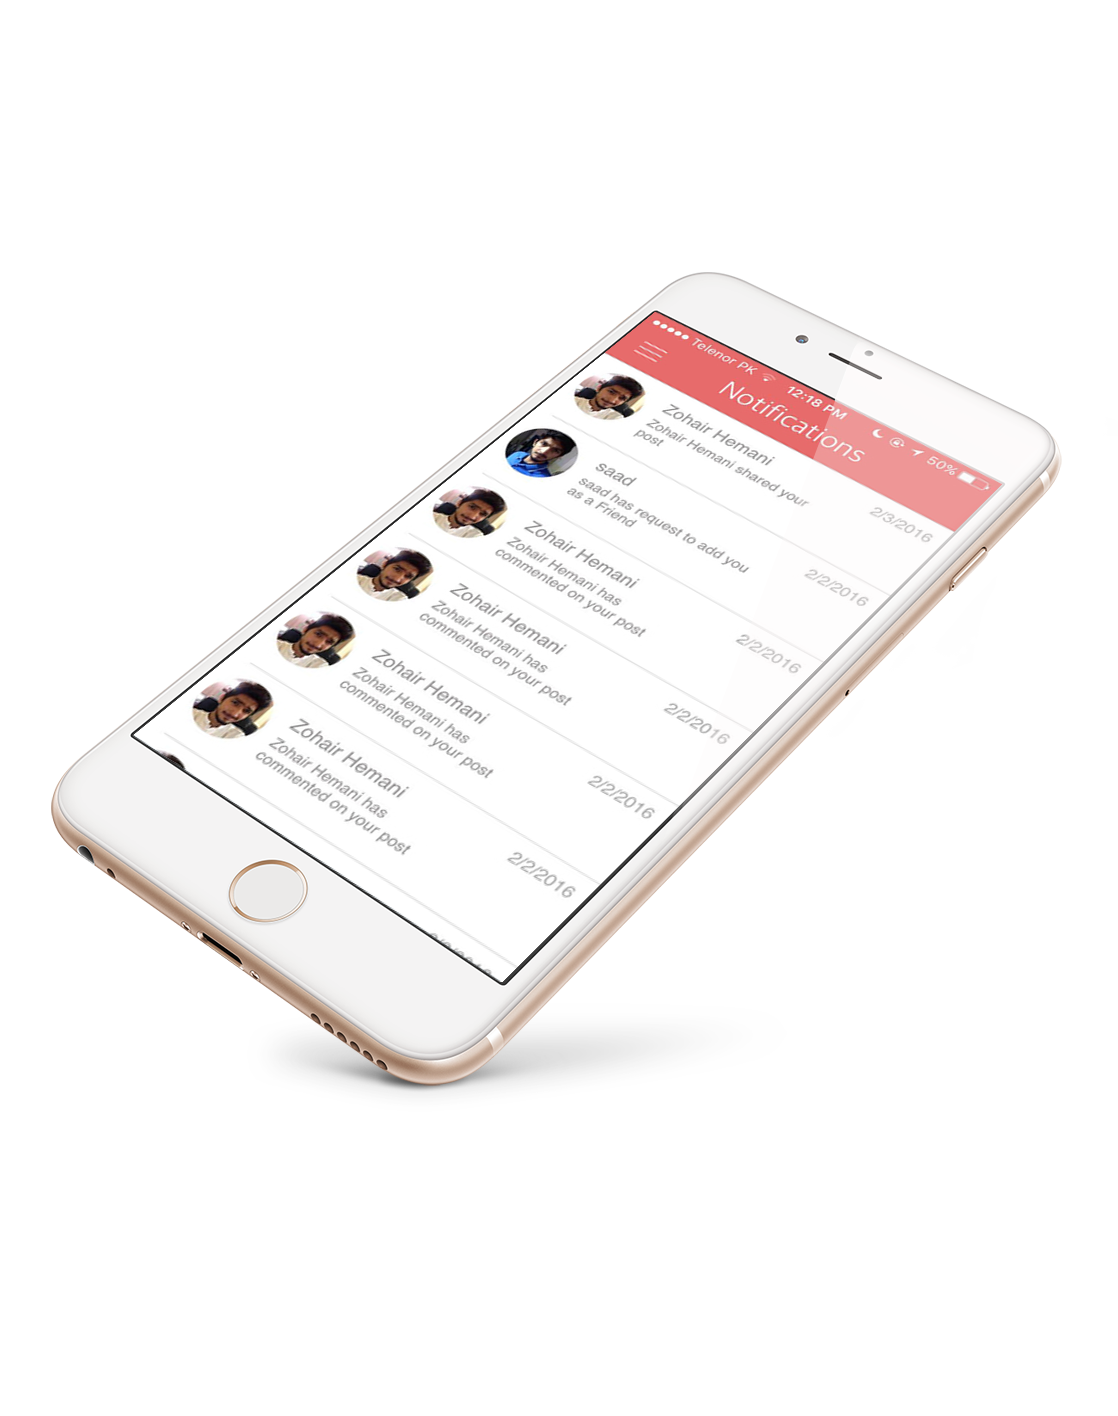 Telenor PK 12:18 PM 50%
Notifications
Zohair Hemani
Zohair Hemani shared your
post
2/3/2016
saad
saad has request to add you
as a Friend
2/2/2016
Zohair Hemani
Zohair Hemani has
commented on your post
2/2/2016
Zohair Hemani
Zohair Hemani has
commented on your post
2/2/2016
Zohair Hemani
Zohair Hemani has
commented on your post
2/2/2016
Zohair Hemani
Zohair Hemani has
commented on your post
2/2/2016